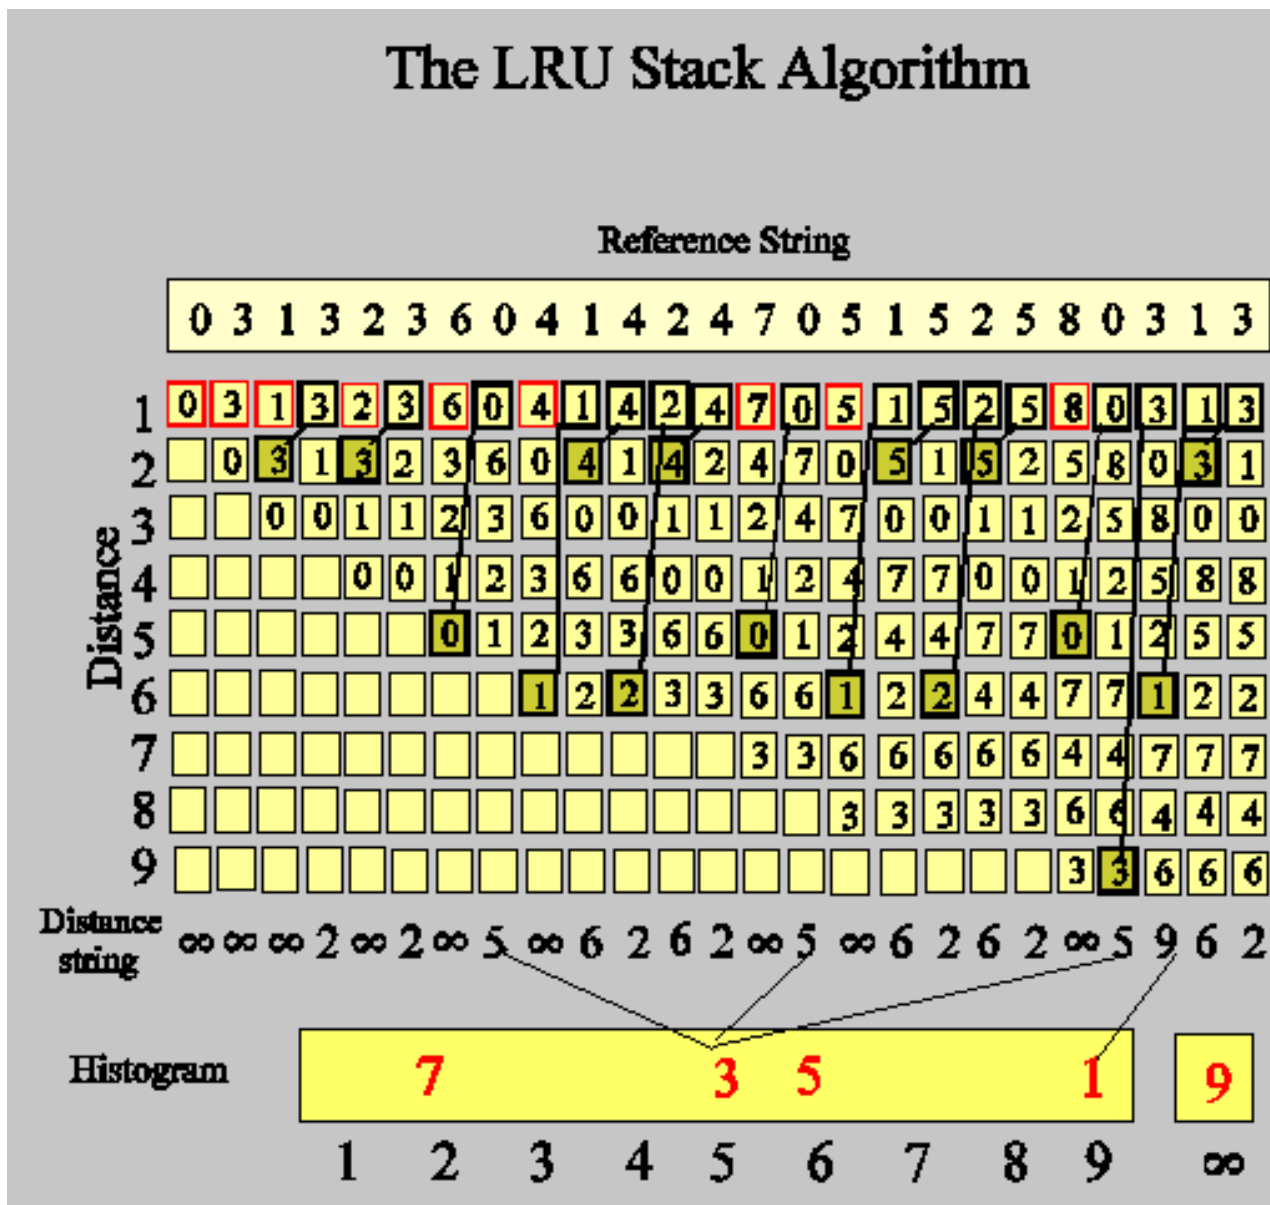 The LRU Stack Algorithm
Reference String
0 3 1 3 2 3 6 0 4 1 4 2 4 7 0 5 1 5 2 5 8 0 3 1 3
Distance
1 0 3 1 3 2 3 6 0 4 1 4 2 4 7 0 5 1 5 2 5 8 0 3 1 3
2 0 3 1 3 2 3 6 0 4 1 4 2 4 7 0 5 1 5 2 5 8 0 3 1
3 0 0 1 1 2 3 6 0 0 1 1 2 4 7 0 0 1 1 2 5 8 0 0
4 0 0 1 2 3 6 6 0 0 1 2 4 7 7 0 0 1 2 5 8 8
5 0 1 2 3 3 6 6 0 1 2 4 4 7 7 0 1 2 5 5
6 1 2 2 3 3 6 6 1 2 2 4 4 7 7 1 2 2
7 3 3 6 6 6 6 6 4 4 7 7 7
8 3 3 3 3 3 6 6 4 4 4
9 3 3 6 6 6
Distance
string
∞ ∞ ∞ 2 ∞ 2 ∞ 5 ∞ 6 2 6 2 ∞ 5 ∞ 6 2 6 2 ∞ 5 9 6 2
Histogram 7 3 5 1 9
1 2 3 4 5 6 7 8 9 ∞